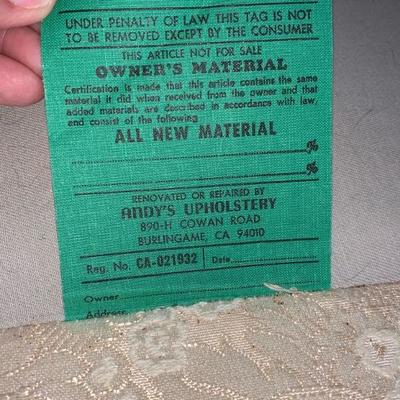 UNDER PENALTY OF LAW THIS TAG IS NOT
TO BE REMOVED EXCEPT BY THE CONSUMER
THIS ARTICLE NOT FOR SALE
OWNER'S MATERIAL
Certification is made that this article contains the same
material it did when received from the owner and that
added materials are described in accordance with law,
and consist of the following
ALL NEW MATERIAL
%
%
RENOVATED OR REPAIRED BY
ANDY'S UPHOLSTERY
890-H COWAN ROAD
BURLINGAME, CA 94010
Reg. No. CA-021932 Date
Owner
Address